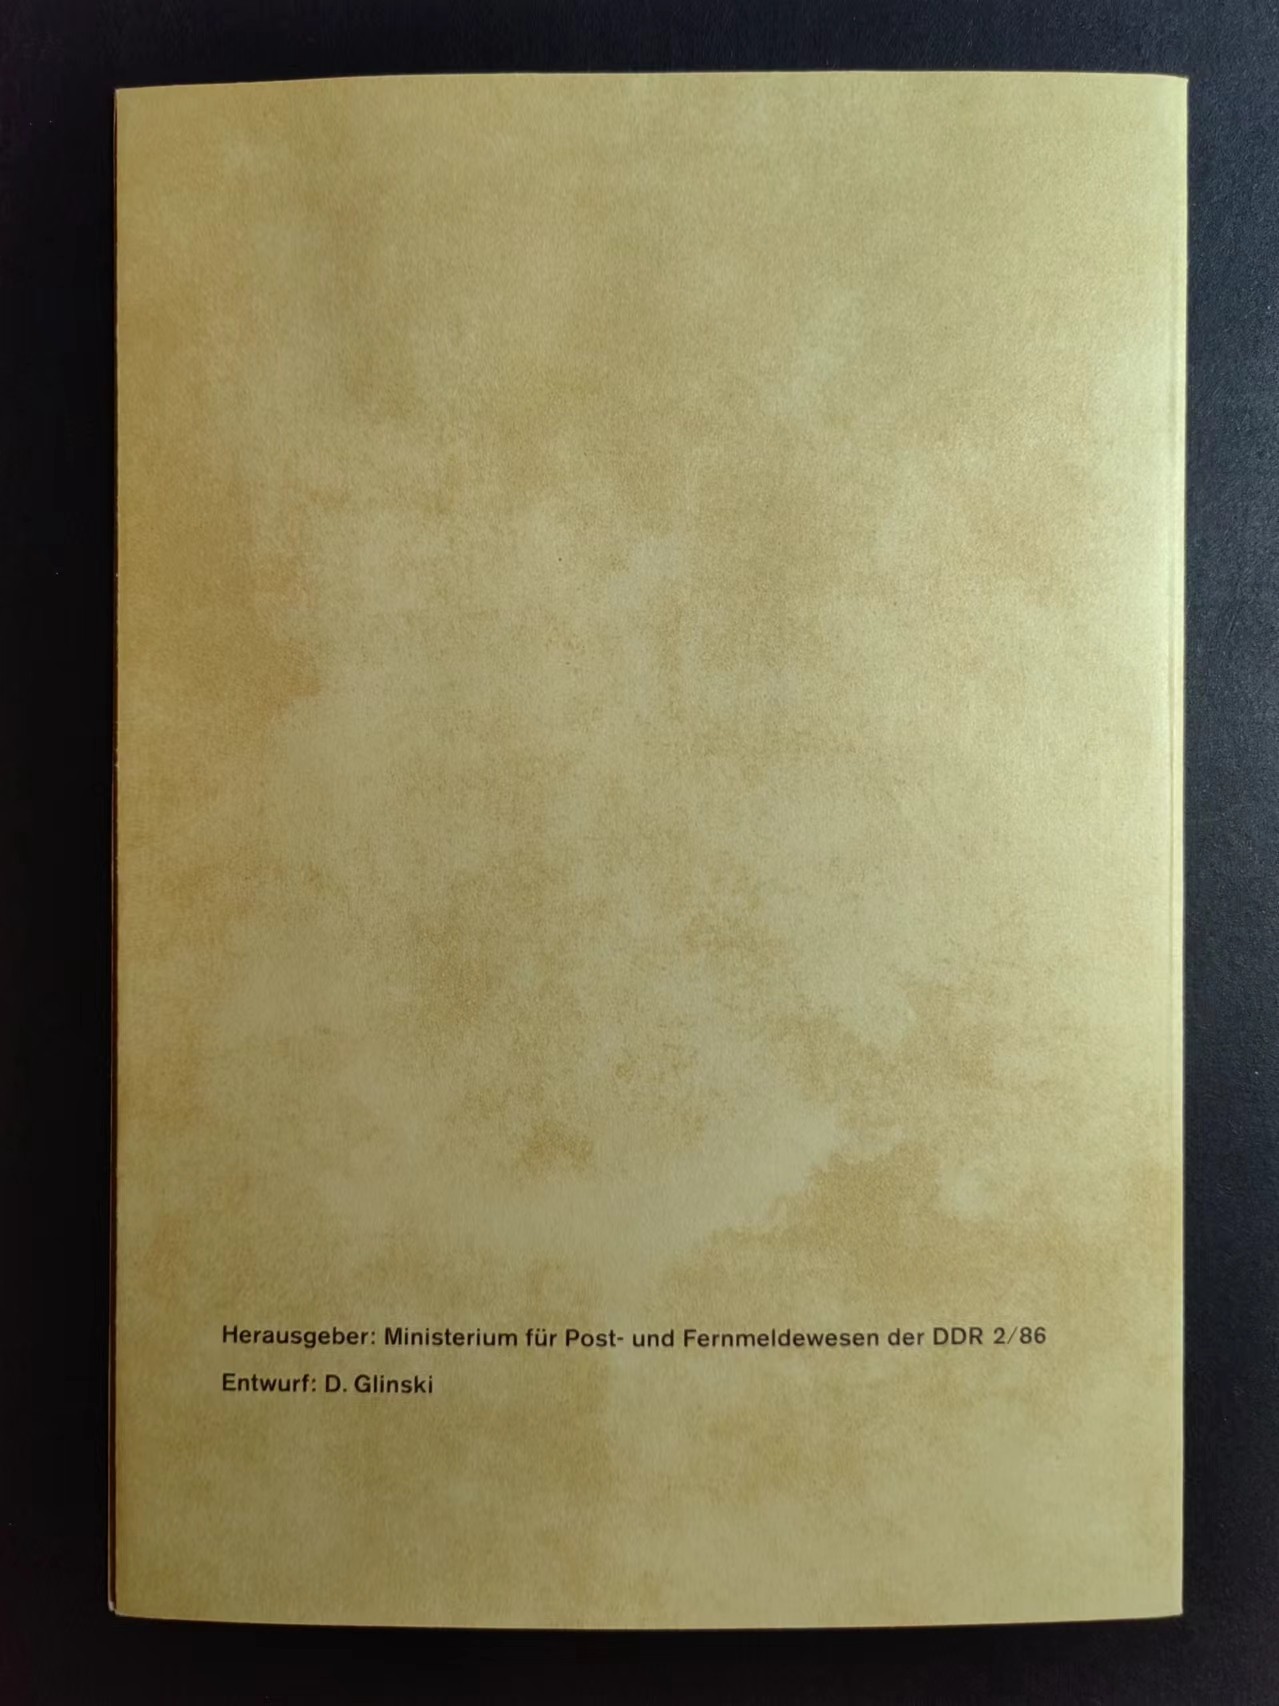 Herausgeber: Ministerium für Post- und Fernmeldewesen der DDR 2/86
Entwurf: D. Glinski